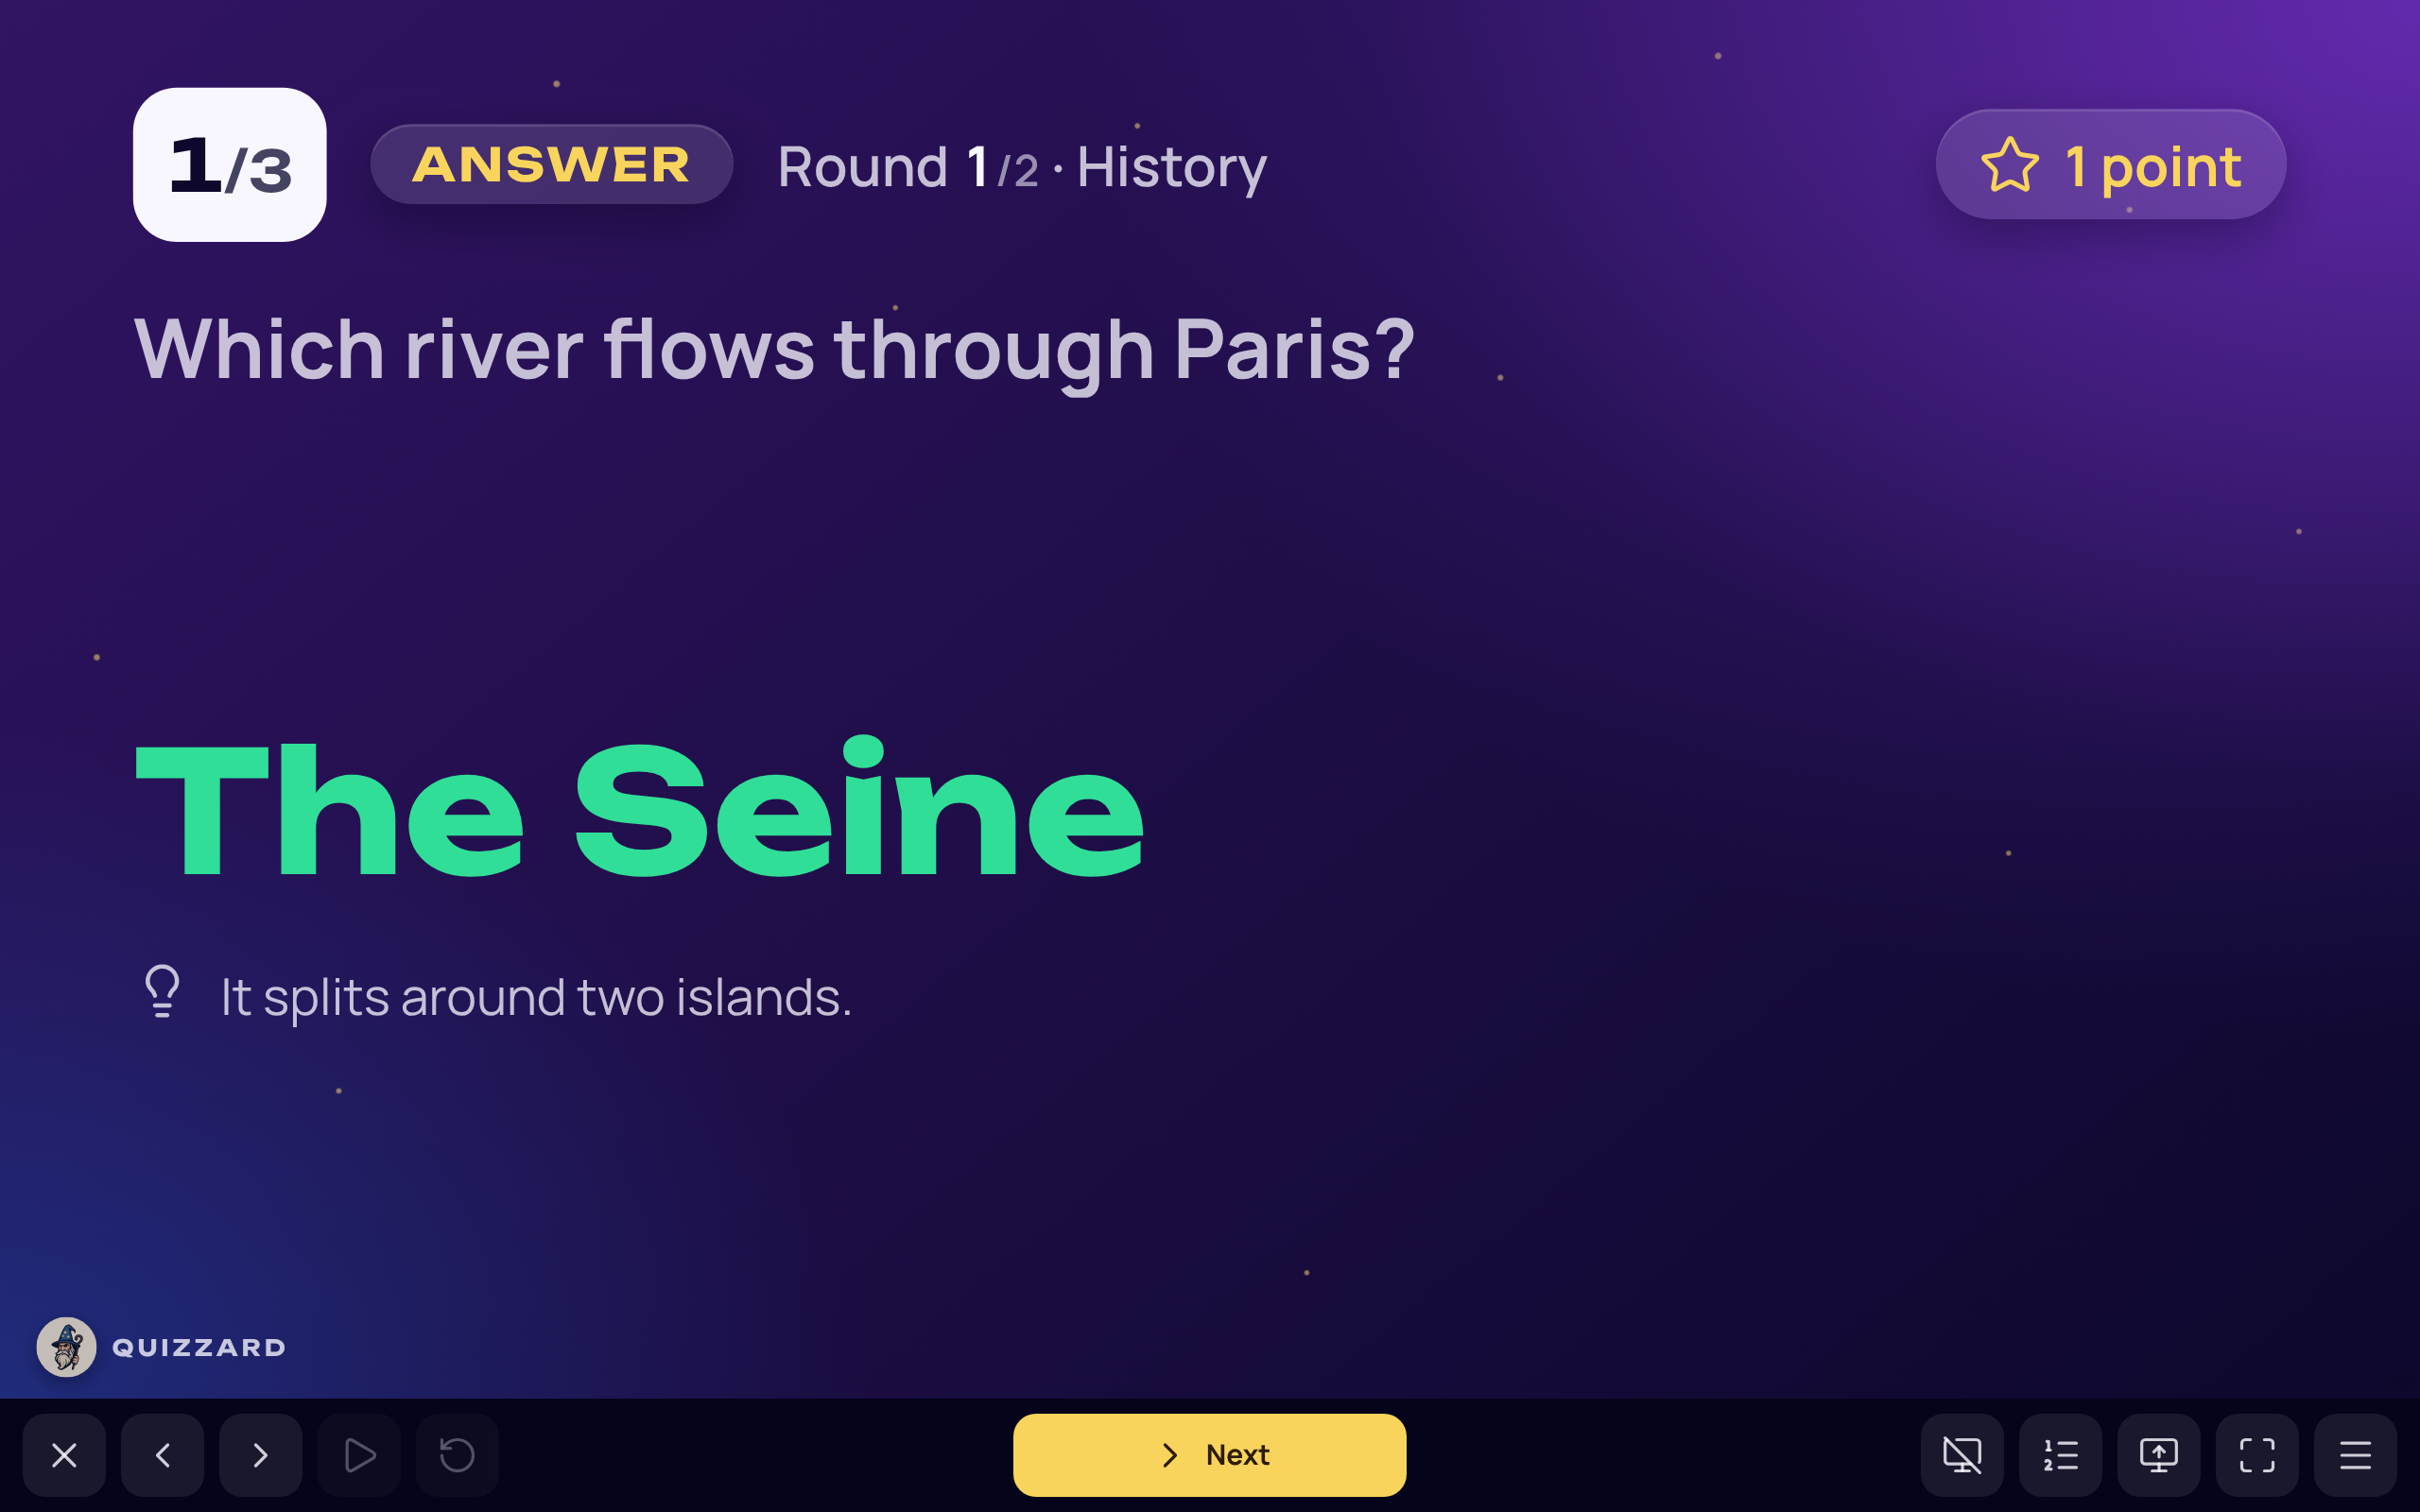 1/3
ANSWER
Round 1/2 · History
1 point
Which river flows through Paris?
The Seine
It splits around two islands.
QUIZZARD
Next